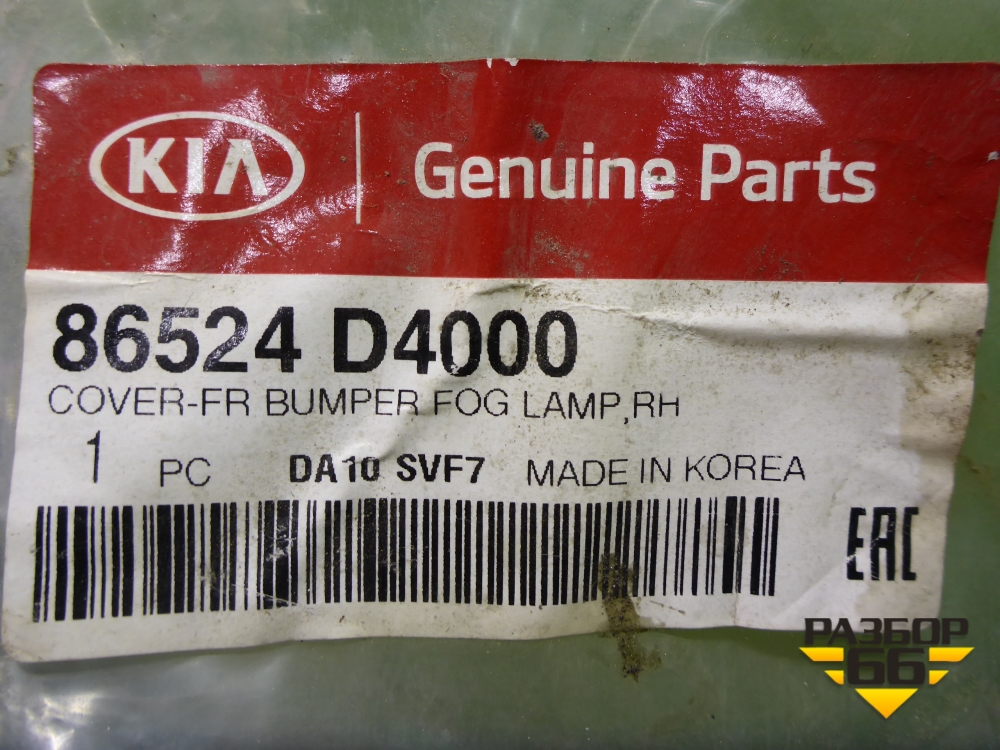 KIA Genuine Parts
86524 D4000
COVER-FR BUMPER FOG LAMP,RH
1 PC DA10 SVF7 MADE IN KOREA
EAC
РАЗБОР
66